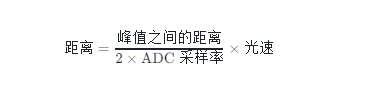 距离 = 峰值之间的距离 / 2 × ADC 采样率 × 光速